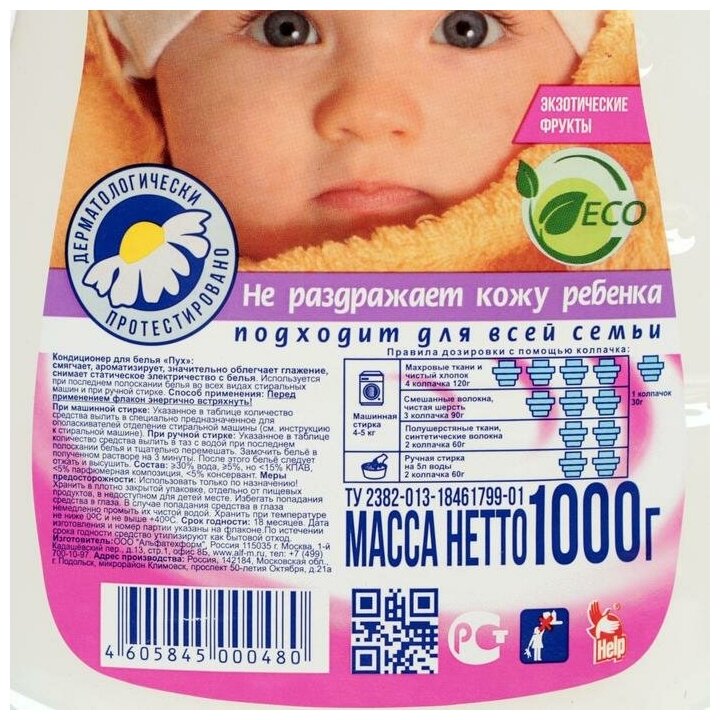 ЭКЗОТИЧЕСКИЕ
ФРУКТЫ
ДЕРМАТОЛОГИЧЕСКИ
ПРОТЕСТИРОВАНО
ECO
Не раздражает кожу ребенка
подходит для всей семьи
Кондиционер для белья «Пух»:
смягчает, ароматизирует, значительно облегчает глажение,
снимает статическое электричество с белья. Используется
при последнем полоскании белья во всех видах стиральных
машин и при ручной стирке. Способ применения: Перед
применением флакон энергично встряхнуть!
При машинной стирке: Указанное в таблице количество
средства вылить в специально предназначенное для
ополаскивателей отделение стиральной машины (см. инструкцию
к стиральной машине). При ручной стирке: Указанное в таблице
количество средства вылить в таз с водой при последнем
полоскании белья и тщательно перемешать. Замочить бельё в
полученном растворе на 3 минуты. После этого бельё следует
отжать и высушить. Состав: ≥30% вода, ≥5%, но <15% КПАВ,
<5% парфюмерная композиция, <5% консервант. Меры
предосторожности: Использовать только по назначению!
Хранить в плотно закрытой упаковке, отдельно от пищевых
продуктов, в недоступном для детей месте. Избегать попадания
средства в глаза. В случае попадания средства в глаза
немедленно промыть их чистой водой. Хранить при температуре
не ниже 0ºС и не выше +40ºС. Срок годности: 18 месяцев. Дата
изготовления и номер партии указаны на флаконе. По истечении
срока годности средство утилизируют как бытовой отход.
Изготовитель: ООО "Альфатехформ", Россия, 115035 г. Москва, 1-й
Кадашёвский пер., д.13, стр.1, офис 8Б, www.alf-m.ru, тел: +7 (499)
700-10-97 Адрес производства: Россия, 142184, Московская обл.,
г. Подольск, микрорайон Климовск, проспект 50-летия Октября, д.21а
Правила дозировки с помощью колпачка:
Махровые ткани и
чистый хлопок
4 колпачка 120г
1 колпачок
30г
Машинная
стирка
4-5 кг
Смешанные волокна,
чистая шерсть
3 колпачка 90г
Полушерстяные ткани,
синтетические волокна
2 колпачка 60г
Ручная стирка
на 5л воды
2 колпачка 60г
ТУ 2382-013-18461799-01
МАССА НЕТТО 1000г
4 605845 000480
РСТ
Help